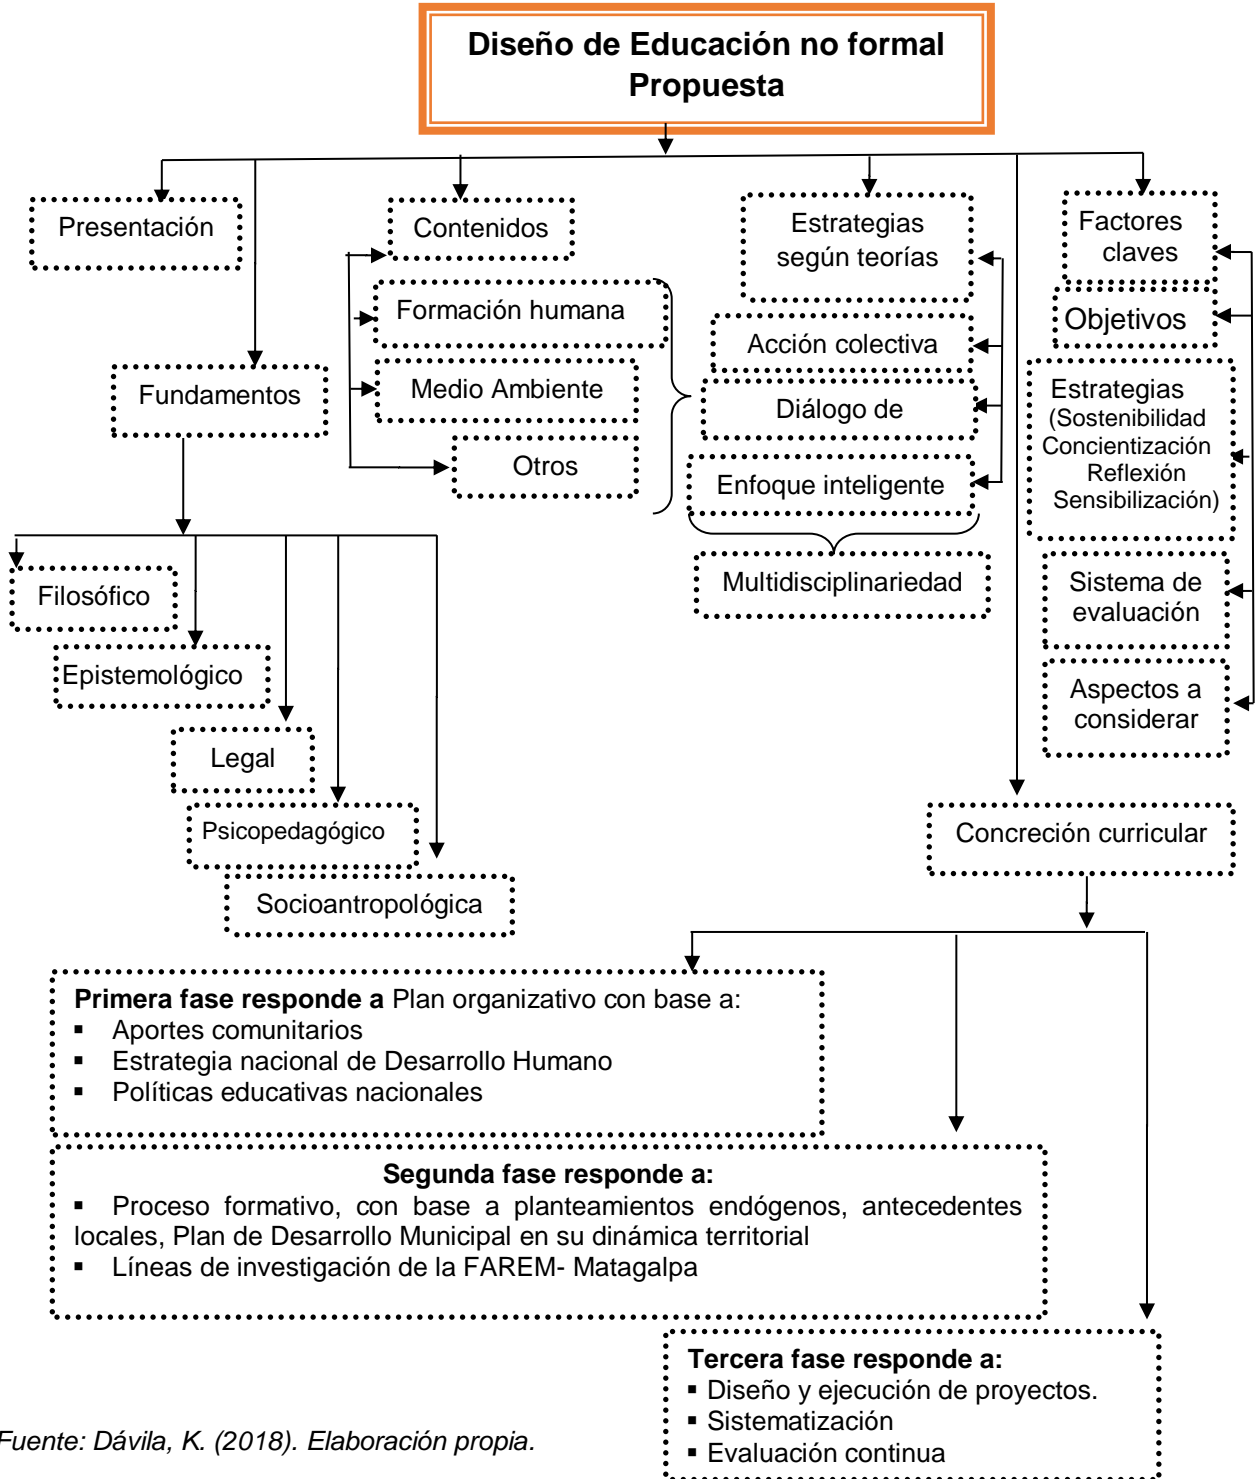 Diseño de Educación no formal
Propuesta
Presentación
Contenidos
Estrategias
según teorías
Factores
claves
Formación humana
Objetivos
Acción colectiva
Fundamentos
Medio Ambiente
Diálogo de
Estrategias
(Sostenibilidad
Concientización
Reflexión
Sensibilización)
Otros
Enfoque inteligente
Multidisciplinariedad
Sistema de
evaluación
Filosófico
Epistemológico
Aspectos a
considerar
Legal
Psicopedagógico
Concreción curricular
Socioantropológica
Primera fase responde a Plan organizativo con base a:
▪ Aportes comunitarios
▪ Estrategia nacional de Desarrollo Humano
▪ Políticas educativas nacionales
Segunda fase responde a:
▪ Proceso formativo, con base a planteamientos endógenos, antecedentes
locales, Plan de Desarrollo Municipal en su dinámica territorial
▪ Líneas de investigación de la FAREM- Matagalpa
Tercera fase responde a:
▪ Diseño y ejecución de proyectos.
▪ Sistematización
▪ Evaluación continua
Fuente: Dávila, K. (2018). Elaboración propia.